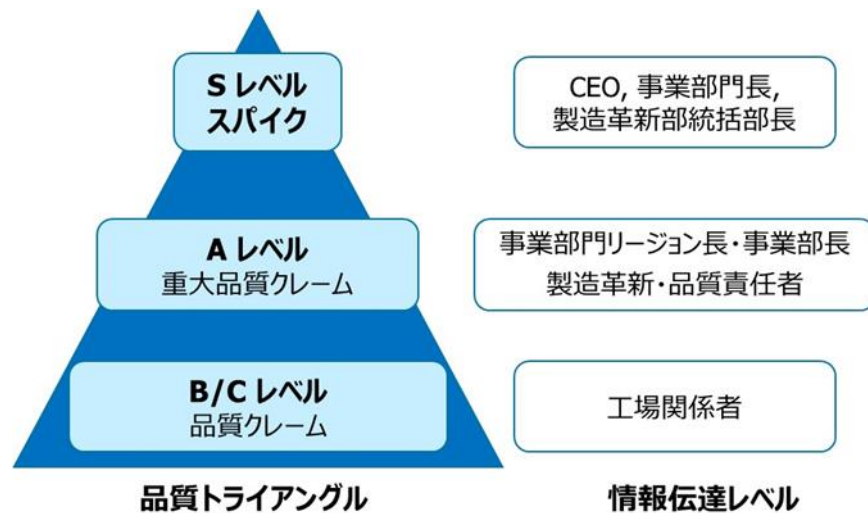 S レベル
スパイク
CEO, 事業部門長,
製造革新部統括部長
A レベル
重大品質クレーム
事業部門リージョン長・事業部長
製造革新・品質責任者
B/C レベル
品質クレーム
工場関係者
品質トライアングル
情報伝達レベル